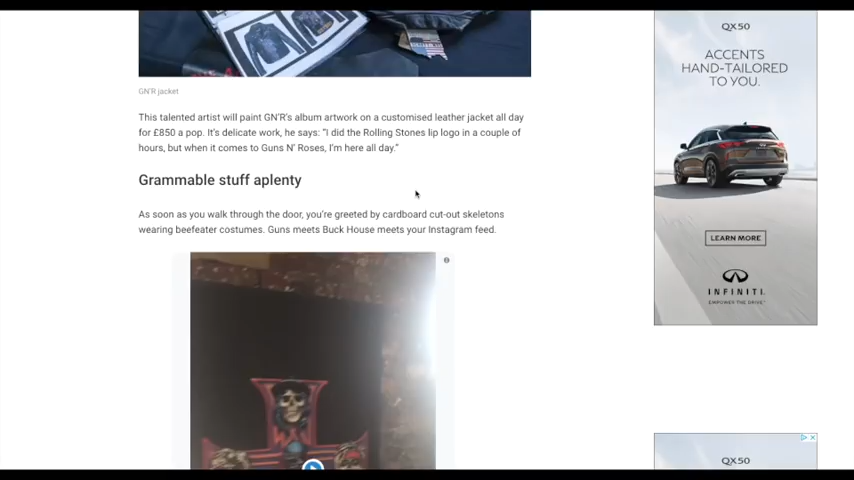 GN'R jacket
This talented artist will paint GN'R's album artwork on a customised leather jacket all day
for £850 a pop. It's delicate work, he says: "I did the Rolling Stones lip logo in a couple of
hours, but when it comes to Guns N' Roses, I'm here all day."
Grammable stuff aplenty
As soon as you walk through the door, you're greeted by cardboard cut-out skeletons
wearing beefeater costumes. Guns meets Buck House meets your Instagram feed.
QX50
ACCENTS
HAND-TAILORED
TO YOU.
LEARN MORE
INFINITI
EMPOWER THE DRIVE
QX50